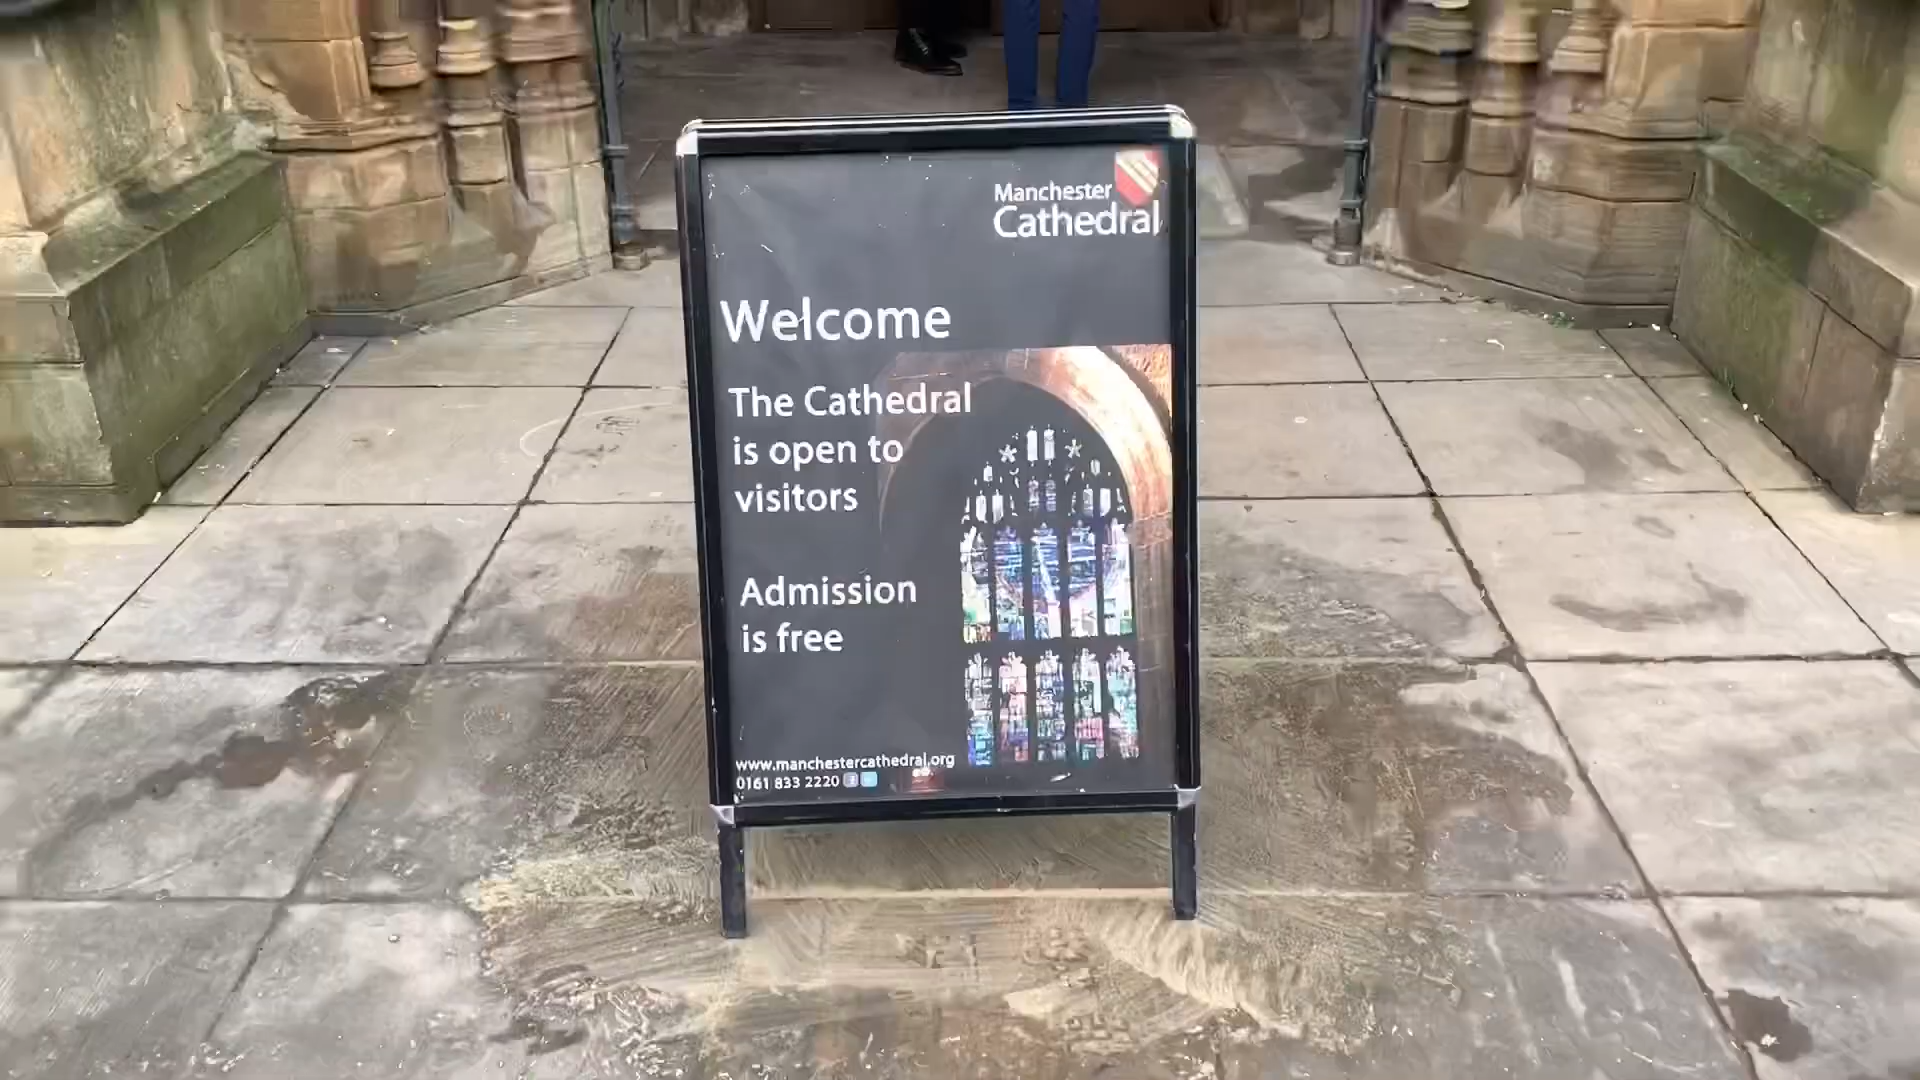 Manchester
Cathedral
Welcome
The Cathedral
is open to
visitors
Admission
is free
www.manchestercathedral.org
0161 833 2220